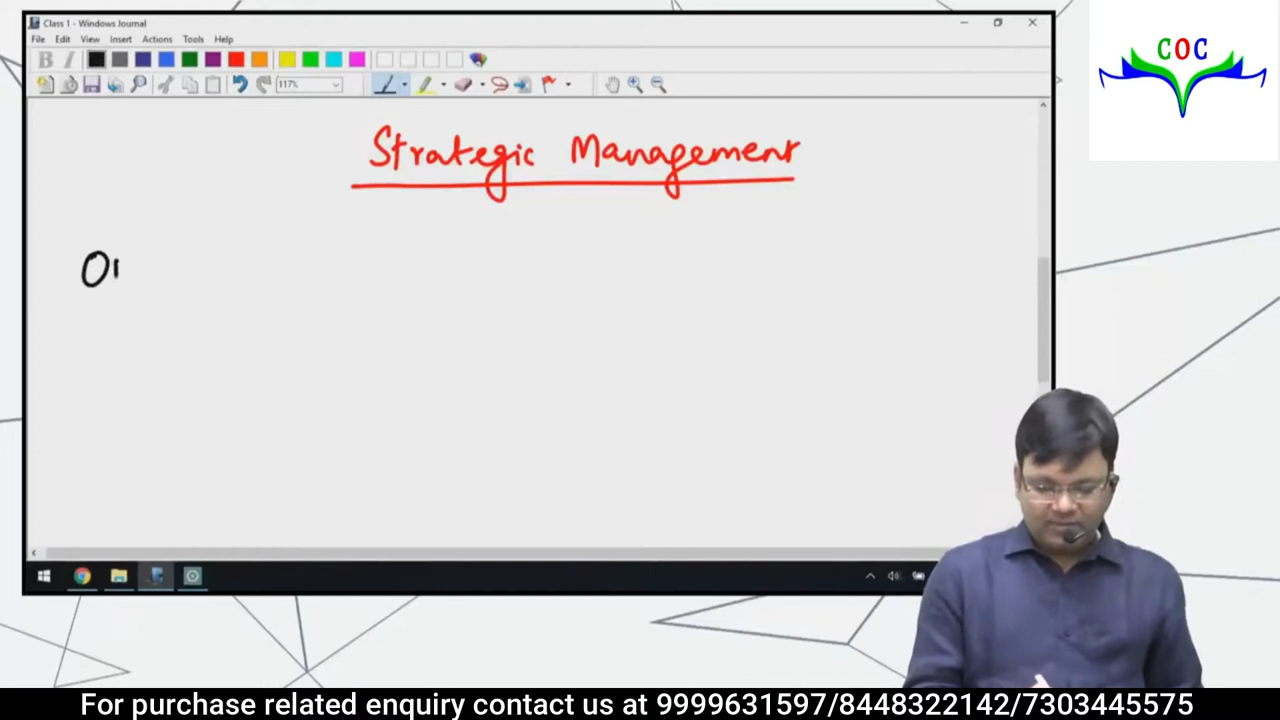 Class 1 - Windows Journal
File Edit View Insert Actions Tools Help
B I
117%
COC
Strategic Management
For purchase related enquiry contact us at 9999631597/8448322142/7303445575